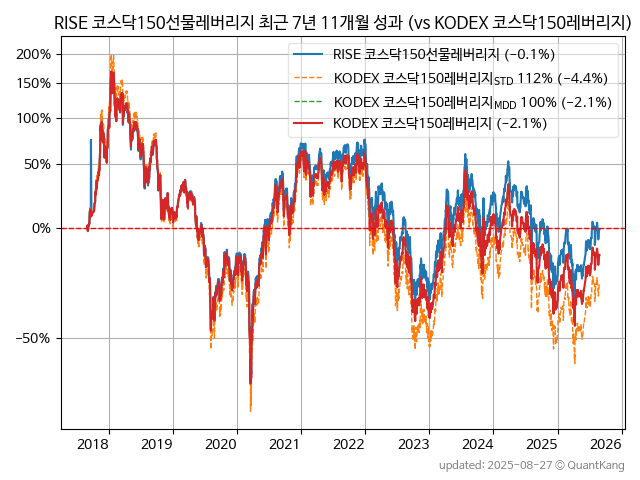 RISE 코스닥150선물레버리지 최근 7년 11개월 성과 (vs KODEX 코스닥150레버리지)
RISE 코스닥150선물레버리지 (−0.1%)
KODEX 코스닥150레버리지STD 112% (−4.4%)
KODEX 코스닥150레버리지MDD 100% (−2.1%)
KODEX 코스닥150레버리지 (−2.1%)
200%
150%
100%
50%
0%
−50%
2018 2019 2020 2021 2022 2023 2024 2025 2026
updated: 2025-08-27 © QuantKang